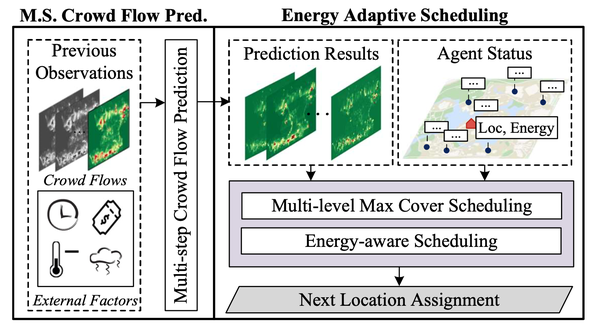 M.S. Crowd Flow Pred.
Previous
Observations
...
Crowd Flows
External Factors
Multi-step Crowd Flow Prediction
Energy Adaptive Scheduling
Prediction Results
...
Agent Status
...
...
...
...
...
...
Loc, Energy
Multi-level Max Cover Scheduling
Energy-aware Scheduling
Next Location Assignment